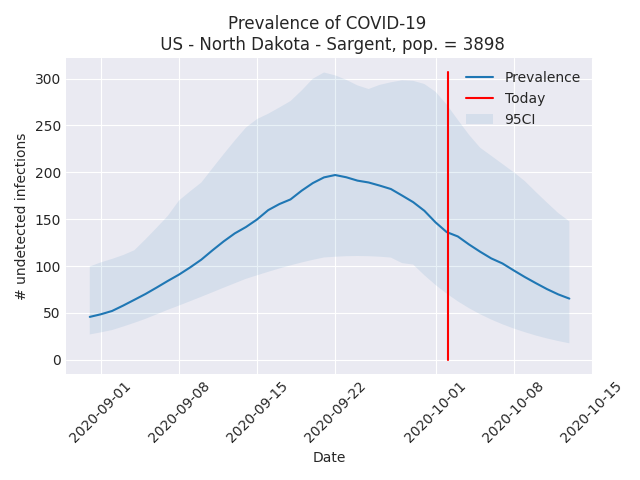 Prevalence of COVID-19
US - North Dakota - Sargent, pop. = 3898
300
250
200
150
100
50
0
# undetected infections
Prevalence
Today
95CI
2020-09-01
2020-09-08
2020-09-15
2020-09-22
2020-10-01
2020-10-08
2020-10-15
Date